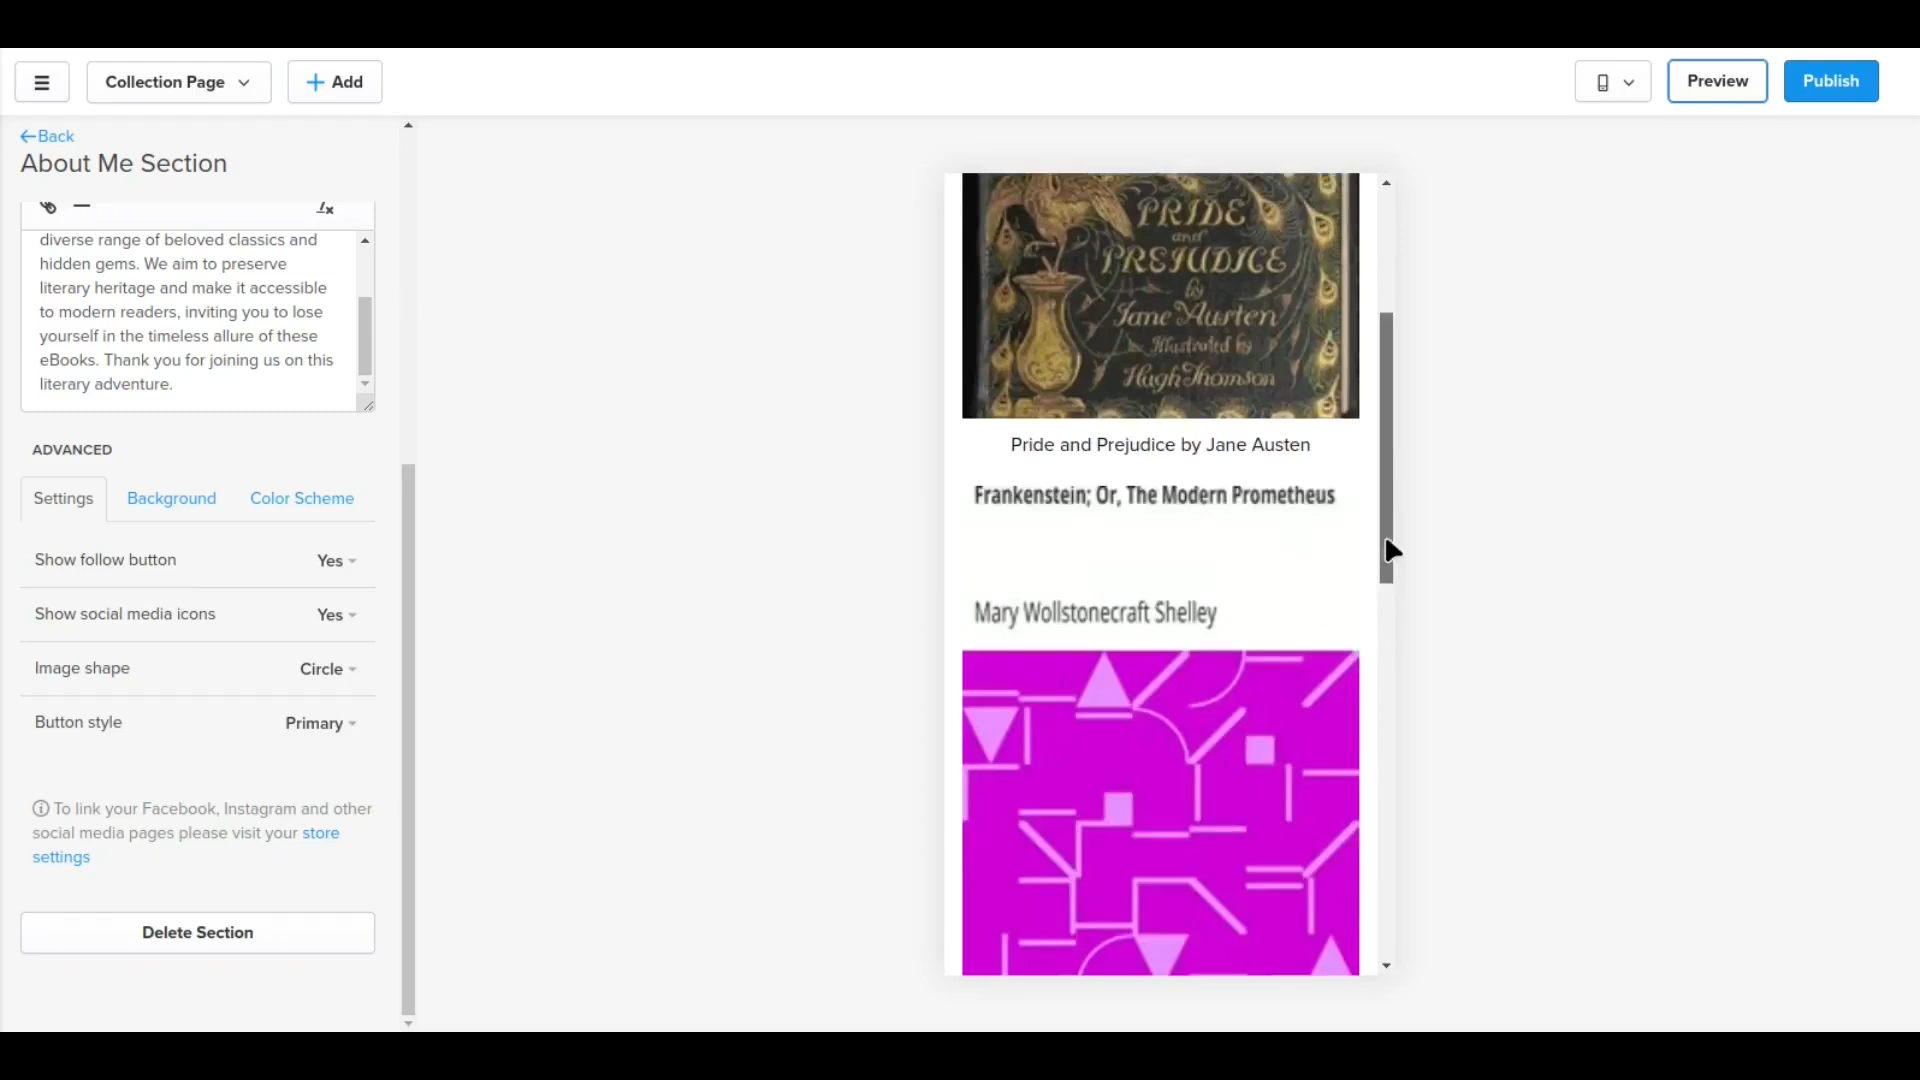 Collection Page
Add
Preview
Publish
Back
About Me Section
diverse range of beloved classics and
hidden gems. We aim to preserve
literary heritage and make it accessible
to modern readers, inviting you to lose
yourself in the timeless allure of these
eBooks. Thank you for joining us on this
literary adventure.
ADVANCED
Settings
Background
Color Scheme
Show follow button
Yes
Show social media icons
Yes
Image shape
Circle
Button style
Primary
To link your Facebook, Instagram and other
social media pages please visit your store
settings
Delete Section
PRIDE
and
PREJUDICE
by
Jane Austen
Illustrated by
Hugh Thomson
Pride and Prejudice by Jane Austen
Frankenstein; Or, The Modern Prometheus
Mary Wollstonecraft Shelley